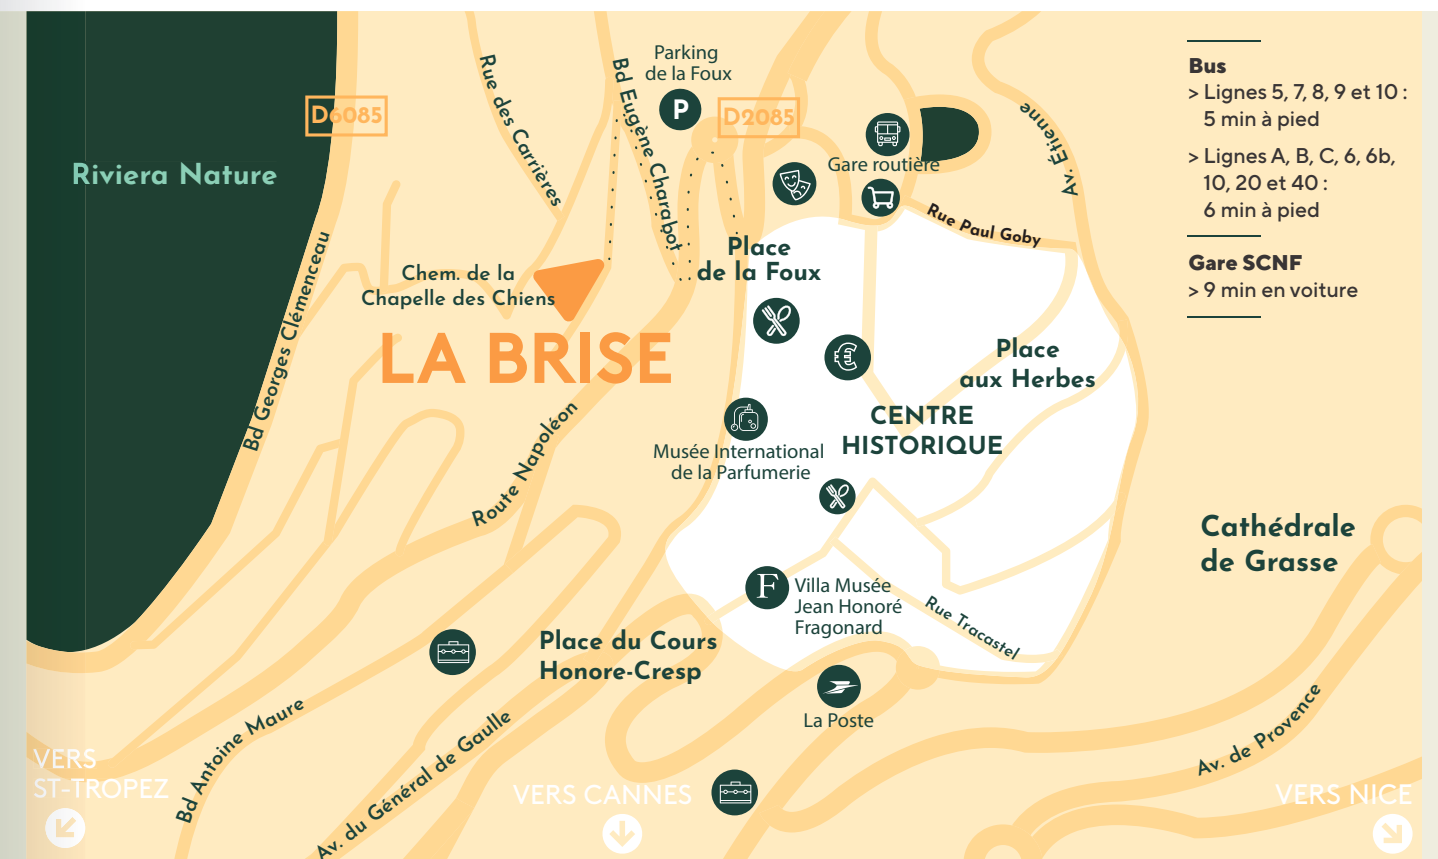 Parking
de la Foux
P
D6085
D2085
Rue des Carrières
Bd Eugène Charabot
Gare routière
Av. Étienne
Rue Paul Goby
Riviera Nature
Bd Georges Clémenceau
Chem. de la
Chapelle des Chiens
LA BRISE
Place
de la Foux
€
Place
aux Herbes
CENTRE
HISTORIQUE
Musée International
de la Parfumerie
Route Napoléon
F
Villa Musée
Jean Honoré
Fragonard
Rue Tracastel
Place du Cours
Honore-Cresp
La Poste
Bd Antoine Maure
Av. du Général de Gaulle
Av. de Provence
Cathédrale
de Grasse
VERS
ST-TROPEZ
VERS CANNES
VERS NICE
Bus
> Lignes 5, 7, 8, 9 et 10 :
5 min à pied
> Lignes A, B, C, 6, 6b,
10, 20 et 40 :
6 min à pied
Gare SCNF
> 9 min en voiture